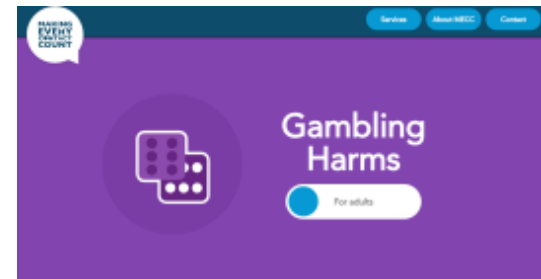 MAKING
EVERY
CONTACT
COUNT
Services
About MECC
Contact
Gambling
Harms
For adults